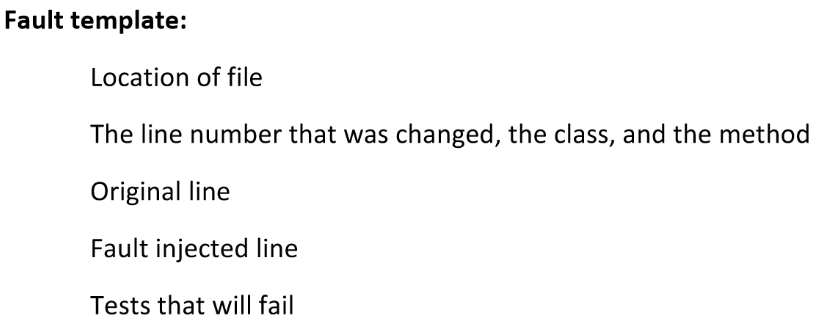 Fault template:
Location of file
The line number that was changed, the class, and the method
Original line
Fault injected line
Tests that will fail